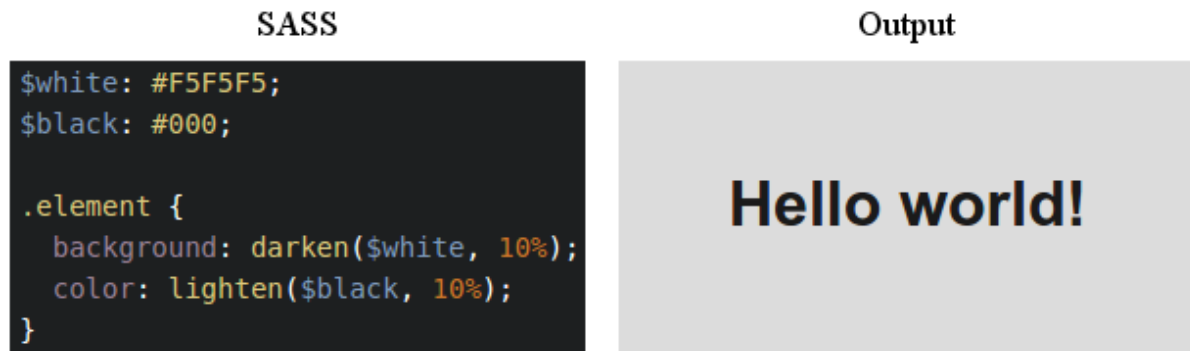 SASS
$white: #F5F5F5;
$black: #000;
.element {
  background: darken($white, 10%);
  color: lighten($black, 10%);
}
Output
Hello world!